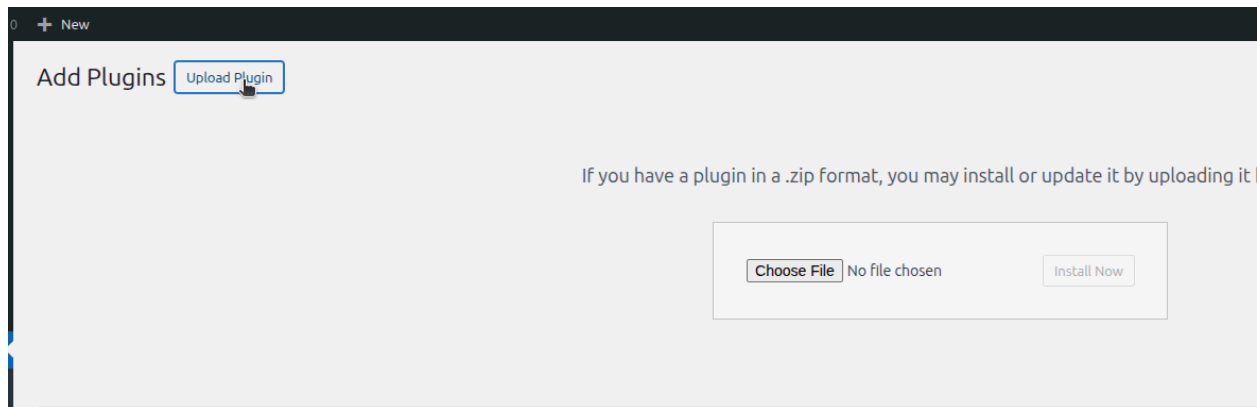 0 New
Add Plugins Upload Plugin
If you have a plugin in a .zip format, you may install or update it by uploading it
Choose File No file chosen Install Now